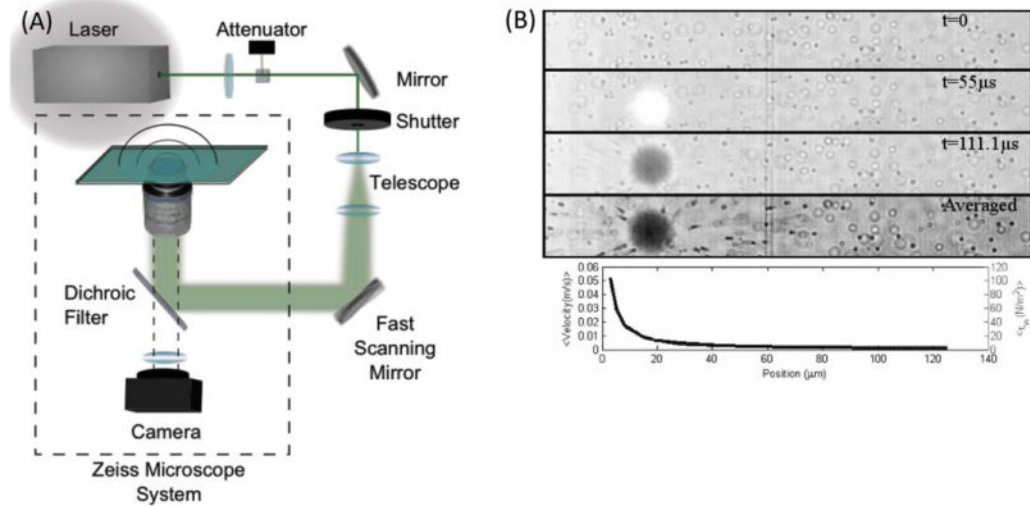 (A)
Laser
Attenuator
Mirror
Shutter
Telescope
Dichroic
Filter
Fast
Scanning
Mirror
Camera
Zeiss Microscope
System
(B)
t=0
t=55µs
t=111.1µs
Averaged
<Velocity(m/s)>
0.06
0.05
0.04
0.03
0.02
0.01
0
120
100
80
60
40
20
0
<τw (N/m²)>
0 20 40 60 80 100 120 140
Position (µm)